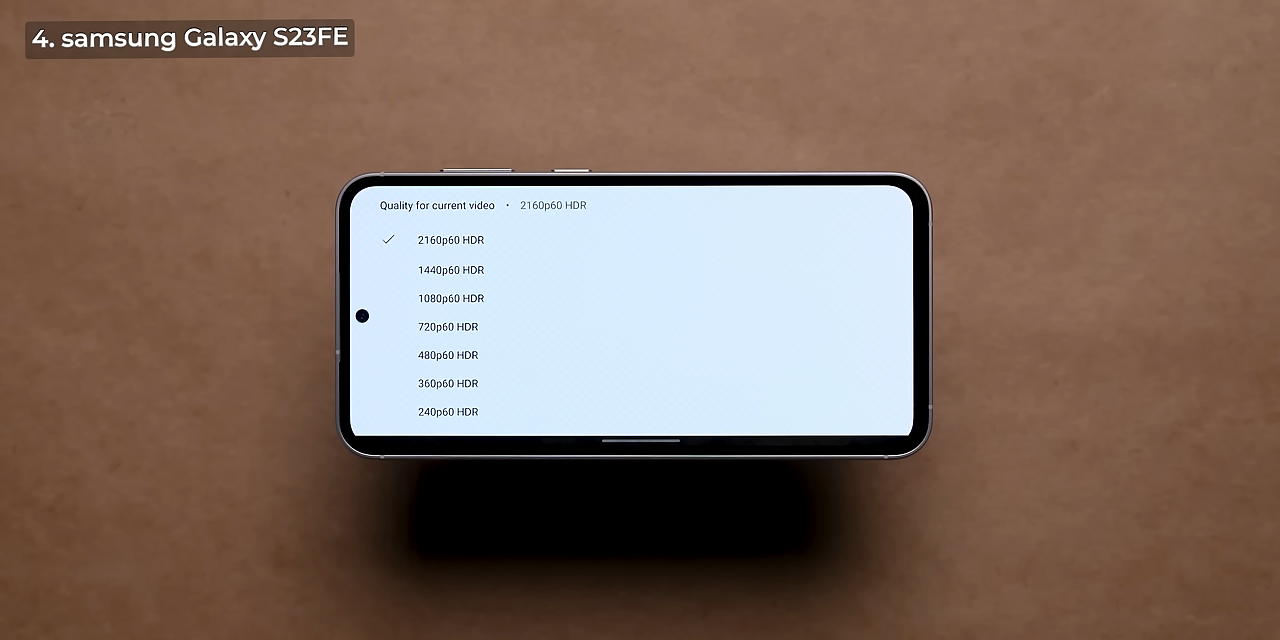 4. samsung Galaxy S23FE
Quality for current video • 2160p60 HDR
2160p60 HDR
1440p60 HDR
1080p60 HDR
720p60 HDR
480p60 HDR
360p60 HDR
240p60 HDR